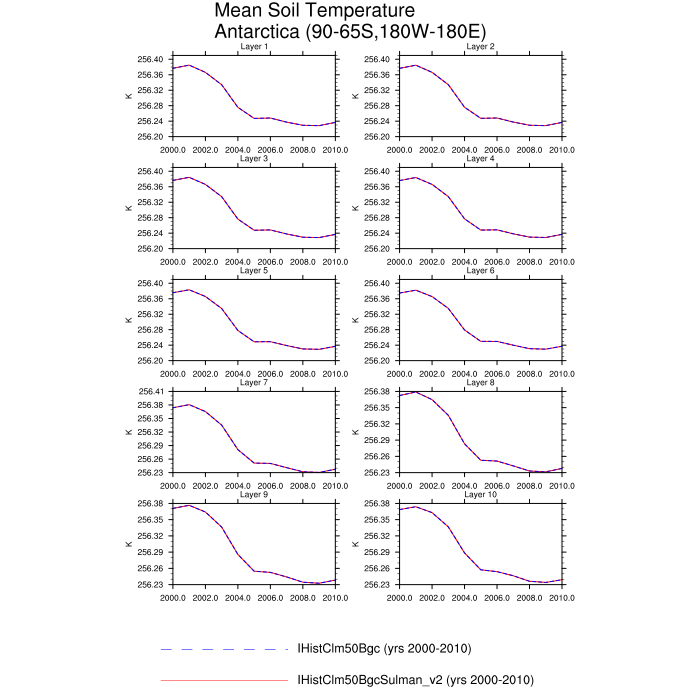 Mean Soil Temperature
Antarctica (90-65S,180W-180E)
Layer 1
Layer 2
256.40
256.36
256.32
256.28
256.24
256.20
K
2000.0 2002.0 2004.0 2006.0 2008.0 2010.0
256.40
256.36
256.32
256.28
256.24
256.20
K
2000.0 2002.0 2004.0 2006.0 2008.0 2010.0
Layer 3
Layer 4
256.40
256.36
256.32
256.28
256.24
256.20
K
2000.0 2002.0 2004.0 2006.0 2008.0 2010.0
256.40
256.36
256.32
256.28
256.24
256.20
K
2000.0 2002.0 2004.0 2006.0 2008.0 2010.0
Layer 5
Layer 6
256.40
256.36
256.32
256.28
256.24
256.20
K
2000.0 2002.0 2004.0 2006.0 2008.0 2010.0
256.40
256.36
256.32
256.28
256.24
256.20
K
2000.0 2002.0 2004.0 2006.0 2008.0 2010.0
Layer 7
Layer 8
256.41
256.38
256.35
256.32
256.29
256.26
256.23
K
2000.0 2002.0 2004.0 2006.0 2008.0 2010.0
256.38
256.35
256.32
256.29
256.26
256.23
K
2000.0 2002.0 2004.0 2006.0 2008.0 2010.0
Layer 9
Layer 10
256.38
256.35
256.32
256.29
256.26
256.23
K
2000.0 2002.0 2004.0 2006.0 2008.0 2010.0
256.38
256.35
256.32
256.29
256.26
256.23
K
2000.0 2002.0 2004.0 2006.0 2008.0 2010.0
IHistClm50Bgc (yrs 2000-2010)
IHistClm50BgcSulman_v2 (yrs 2000-2010)